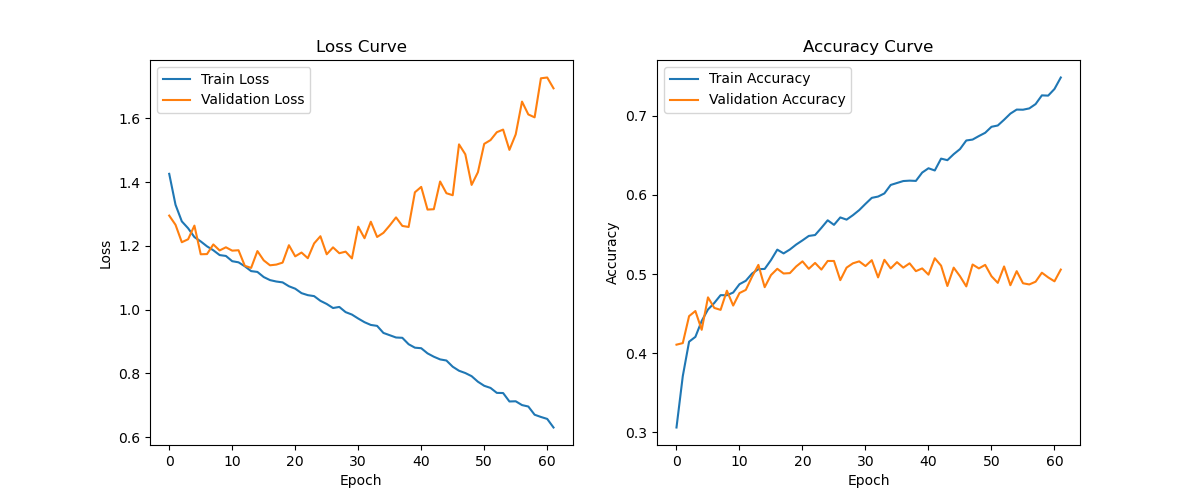 Loss Curve
Train Loss
Validation Loss
1.6
1.4
1.2
1.0
0.8
0.6
Loss
0 10 20 30 40 50 60
Epoch
Accuracy Curve
Train Accuracy
Validation Accuracy
0.7
0.6
0.5
0.4
0.3
Accuracy
0 10 20 30 40 50 60
Epoch